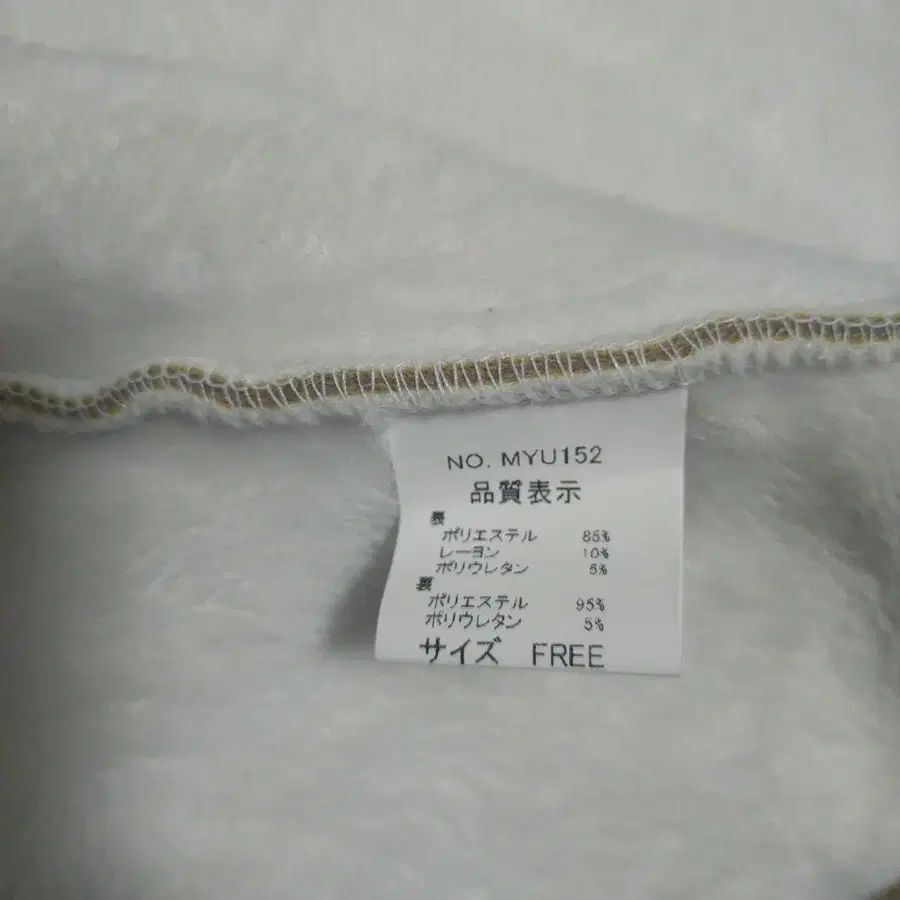 NO. MYU152
品質表示
表
ポリエステル 85%
レーヨン 10%
ポリウレタン 5%
裏
ポリエステル 95%
ポリウレタン 5%
サイズ FREE